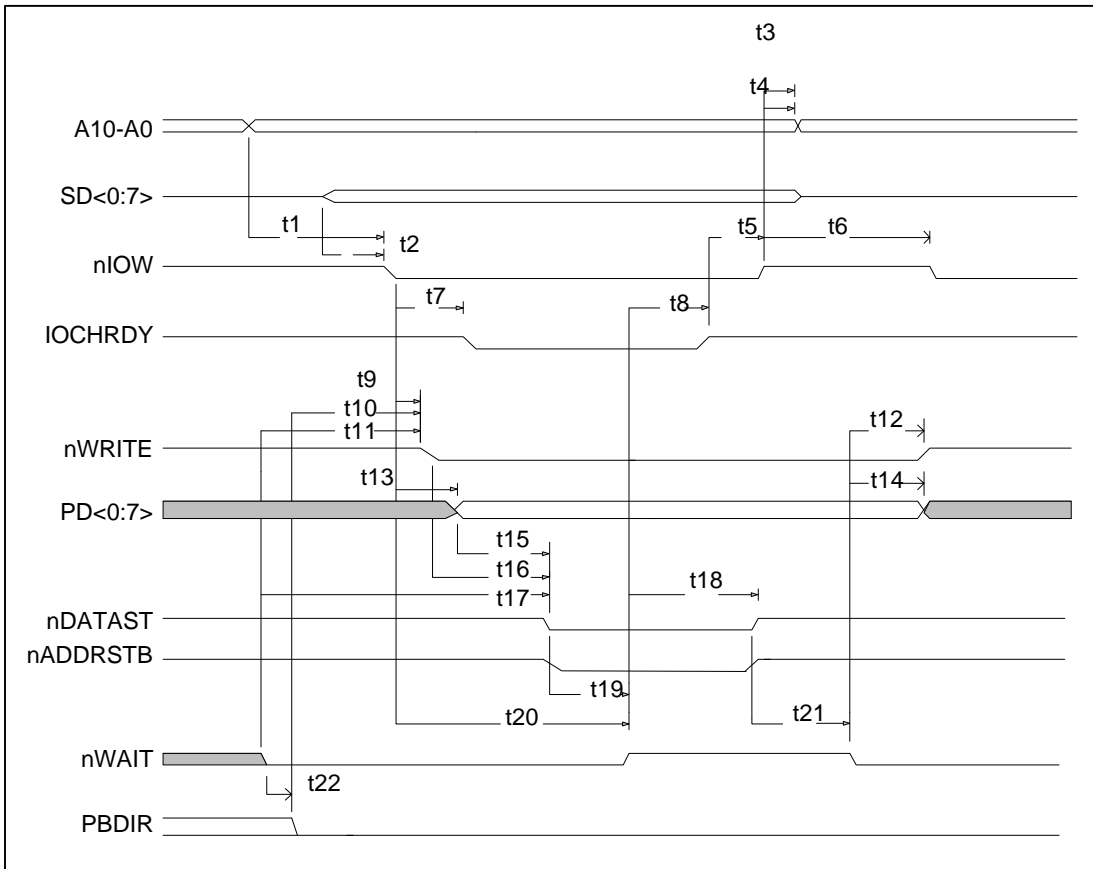 t3
t4
A10-A0
SD<0:7>
t1
t2
t5
t6
nIOW
t7
t8
IOCHRDY
t9
t10
t11
t12
nWRITE
t13
t14
PD<0:7>
t15
t16
t17
t18
nDATAST
nADDRSTB
t19
t20
t21
nWAIT
t22
PBDIR